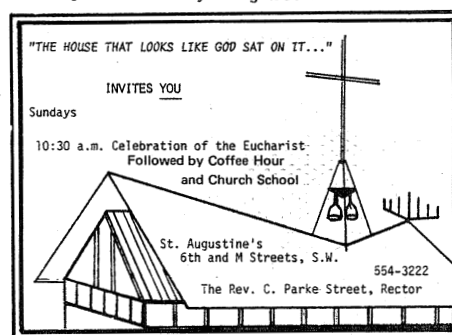 "THE HOUSE THAT LOOKS LIKE GOD SAT ON IT..."
INVITES YOU
Sundays
10:30 a.m. Celebration of the Eucharist
Followed by Coffee Hour
and Church School
St. Augustine's
6th and M Streets, S.W.
554-3222
The Rev. C. Parke Street, Rector